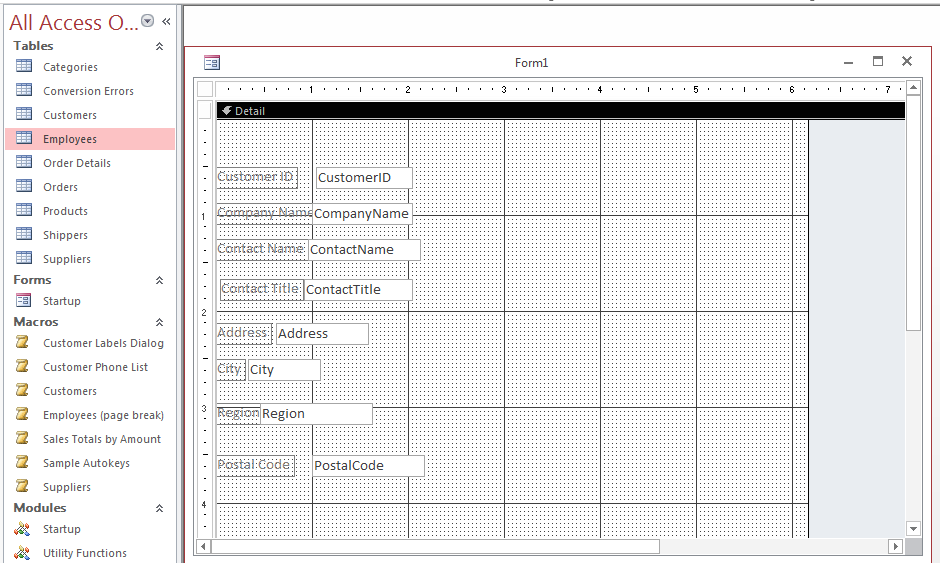 All Access O... «
Tables
Categories
Conversion Errors
Customers
Employees
Order Details
Orders
Products
Shippers
Suppliers
Forms
Startup
Macros
Customer Labels Dialog
Customer Phone List
Customers
Employees (page break)
Sales Totals by Amount
Sample Autokeys
Suppliers
Modules
Startup
Utility Functions
Form1
1 2 3 4 5 6 7
Detail
Customer ID CustomerID
1
Company Name CompanyName
Contact Name ContactName
Contact Title ContactTitle
2
Address Address
City City
3
Region Region
Postal Code PostalCode
4